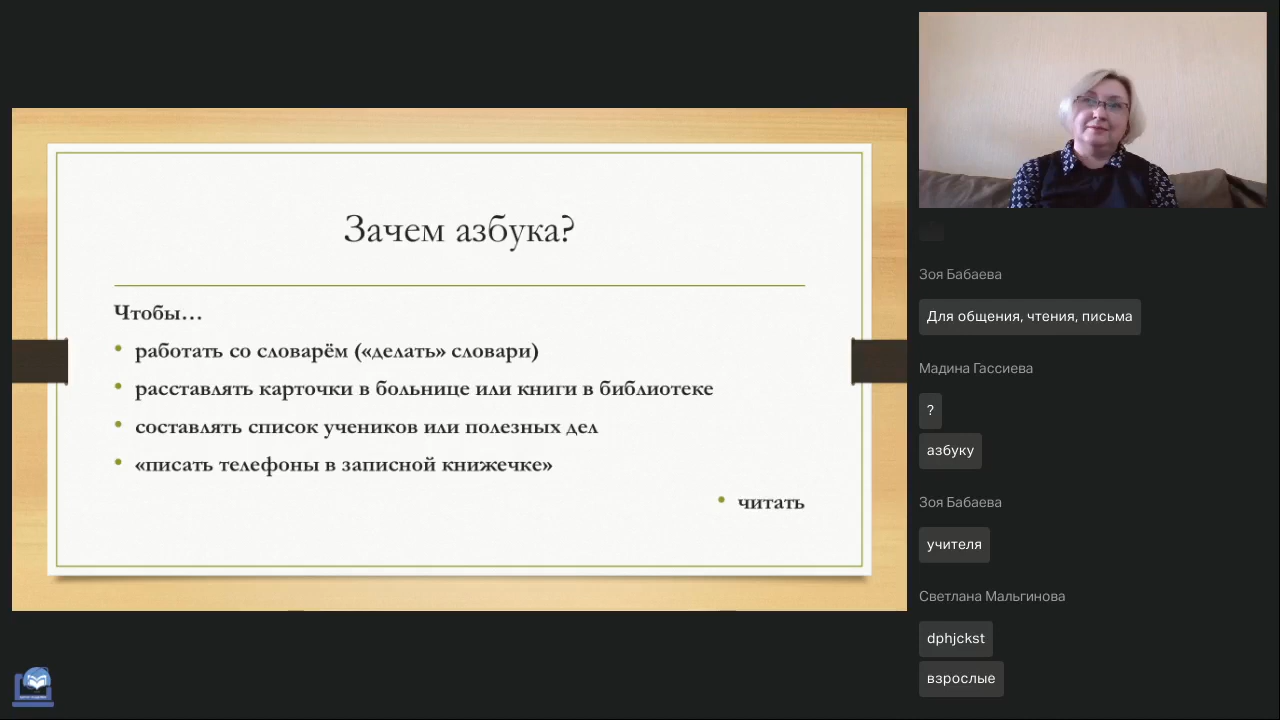 Зачем азбука?
Чтобы…
• работать со словарём («делать» словари)
• расставлять карточки в больнице или книги в библиотеке
• составлять список учеников или полезных дел
• «писать телефоны в записной книжечке»
• читать
Зоя Бабаева
Для общения, чтения, письма
Мадина Гассиева
?
азбуку
Зоя Бабаева
учителя
Светлана Мальгинова
dphjckst
взрослые